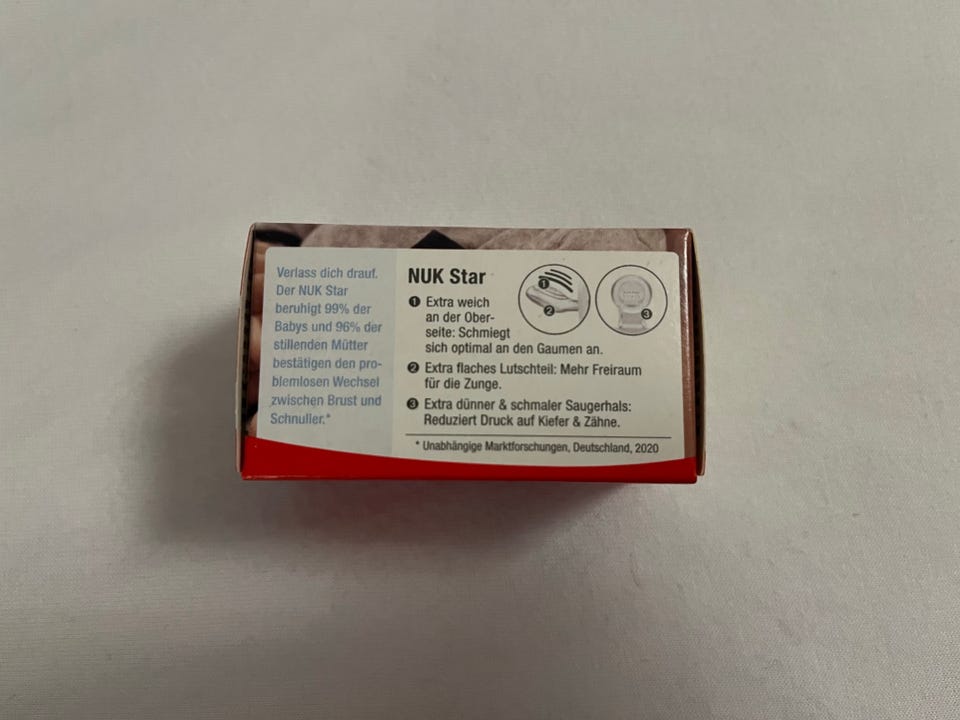 Verlass dich drauf.
Der NUK Star
beruhigt 99% der
Babys und 96% der
stillenden Mütter
bestätigen den pro-
blemlosen Wechsel
zwischen Brust und
Schnuller.*
NUK Star
❶ Extra weich
an der Ober-
seite: Schmiegt
sich optimal an den Gaumen an.
❷ Extra flaches Lutschteil: Mehr Freiraum
für die Zunge.
❸ Extra dünner & schmaler Saugerhals:
Reduziert Druck auf Kiefer & Zähne.
1
2
3
* Unabhängige Marktforschungen, Deutschland, 2020